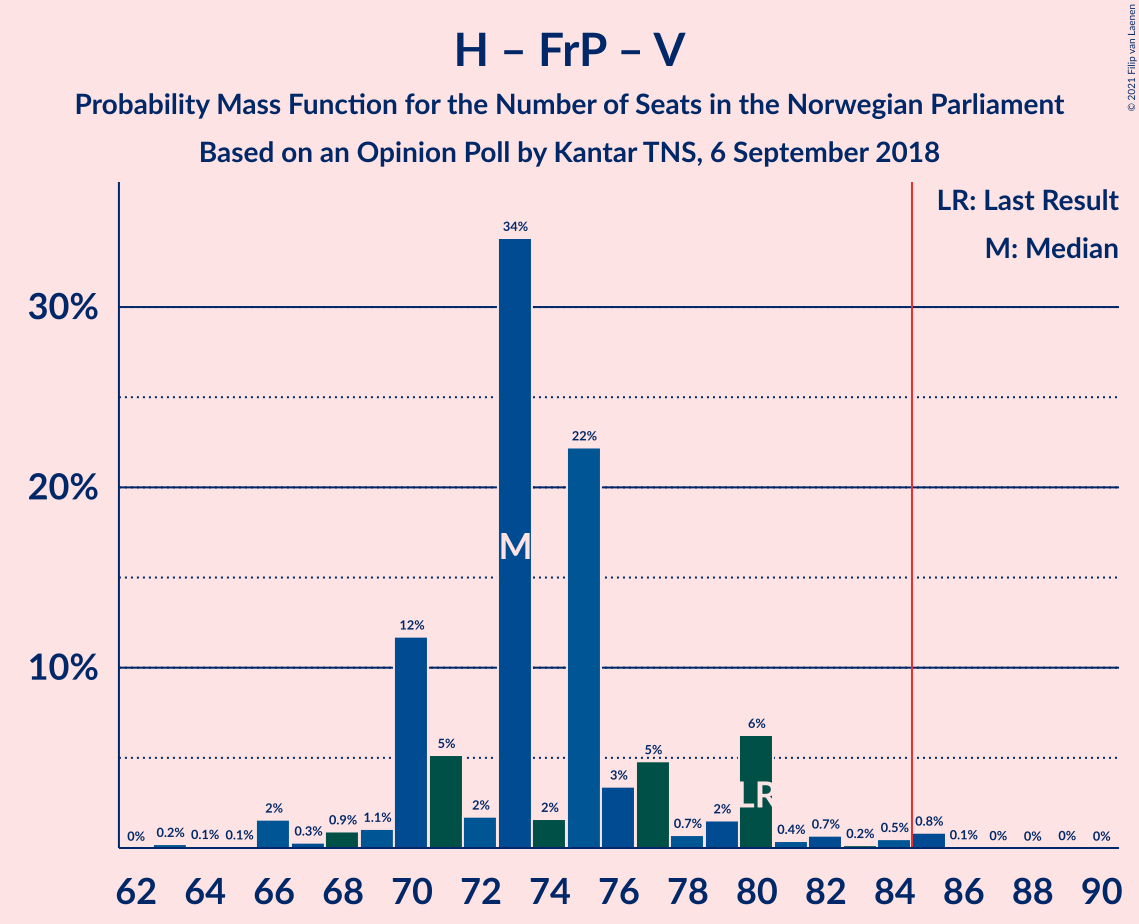 H – FrP – V
Probability Mass Function for the Number of Seats in the Norwegian Parliament
Based on an Opinion Poll by Kantar TNS, 6 September 2018
© 2021 Filip van Laenen
LR: Last Result
M: Median
30%
20%
10%
0% 0.2% 0.1% 0.1% 2% 0.3% 0.9% 1.1% 12% 5% 2% 34% 2% 22% 3% 5% 0.7% 2% 6% 0.4% 0.7% 0.2% 0.5% 0.8% 0.1% 0% 0% 0% 0%
M
LR
62 64 66 68 70 72 74 76 78 80 82 84 86 88 90